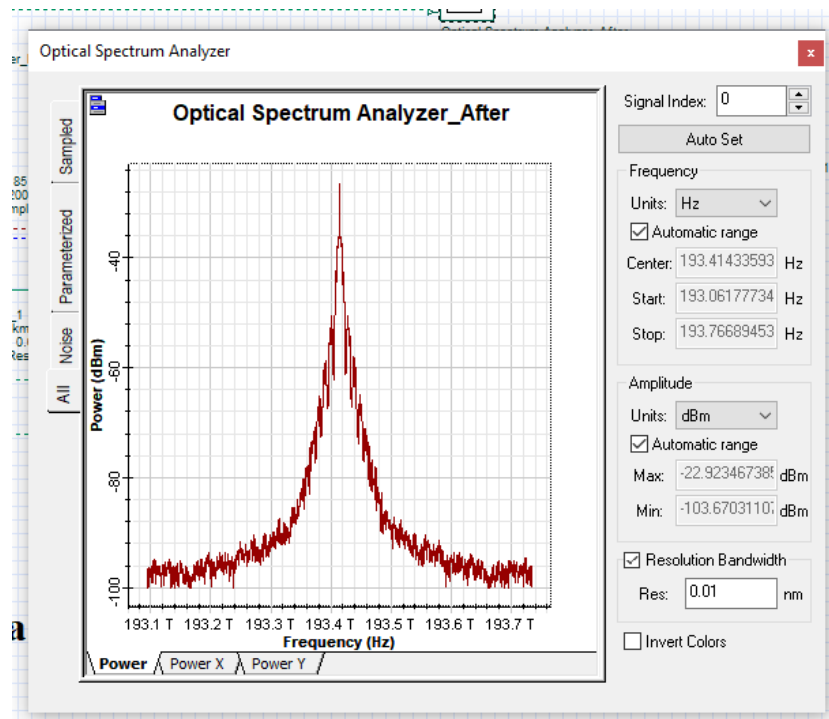 Optical Spectrum Analyzer
x
Optical Spectrum Analyzer_After
Sampled
Parameterized
Noise
All
Power (dBm)
-40
-60
-80
-100
193.1 T 193.2 T 193.3 T 193.4 T 193.5 T 193.6 T 193.7 T
Frequency (Hz)
Power
Power X
Power Y
Signal Index: 0
Auto Set
Frequency
Units: Hz
Automatic range
Center: 193.41433593 Hz
Start: 193.06177734 Hz
Stop: 193.76689453 Hz
Amplitude
Units: dBm
Automatic range
Max: -22.92346738 dBm
Min: -103.6703110 dBm
Resolution Bandwidth
Res: 0.01 nm
Invert Colors
a